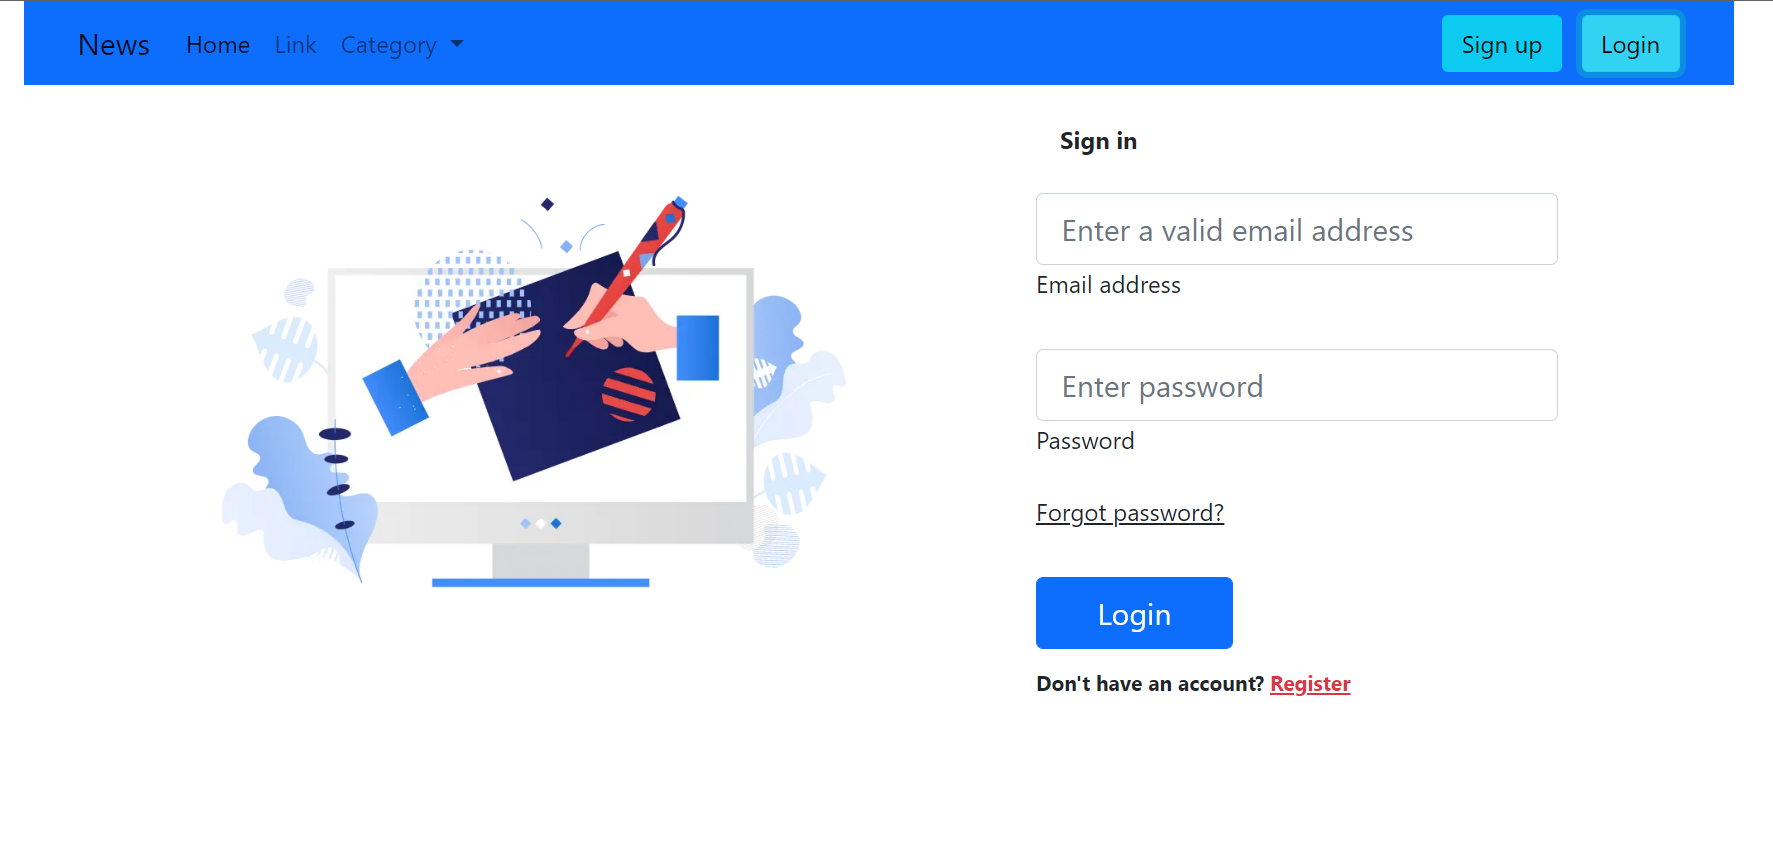 News Home Link Category Sign up Login
Sign in
Enter a valid email address
Email address
Enter password
Password
Forgot password?
Login
Don't have an account? Register